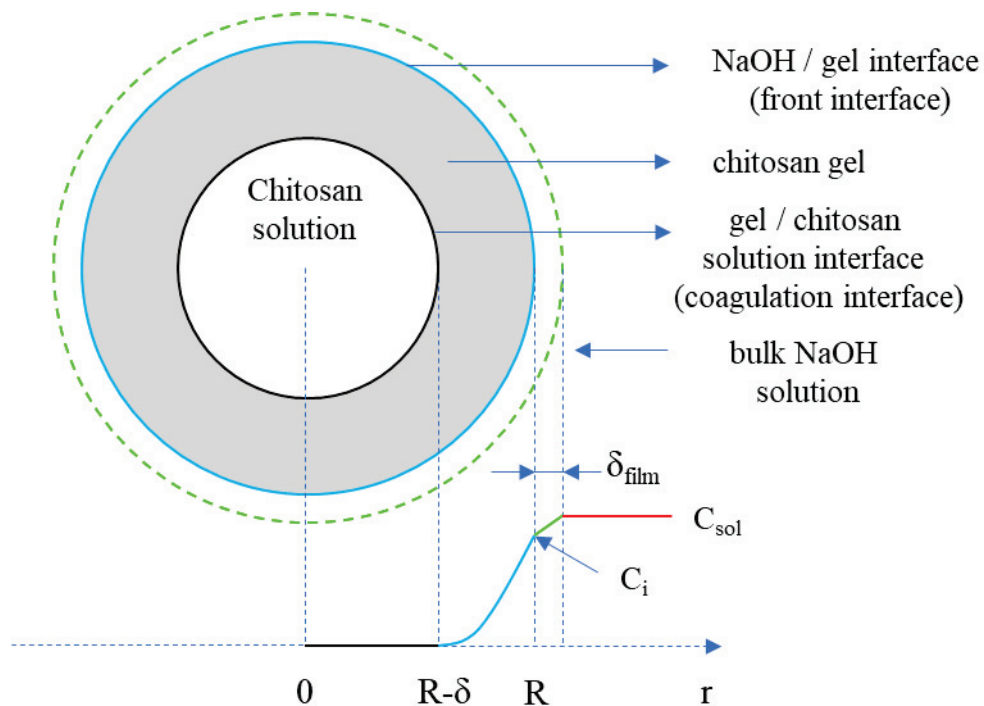 NaOH / gel interface
(front interface)
chitosan gel
Chitosan
solution
gel / chitosan
solution interface
(coagulation interface)
bulk NaOH
solution
δfilm
Csol
Ci
0
R-δ
R
r